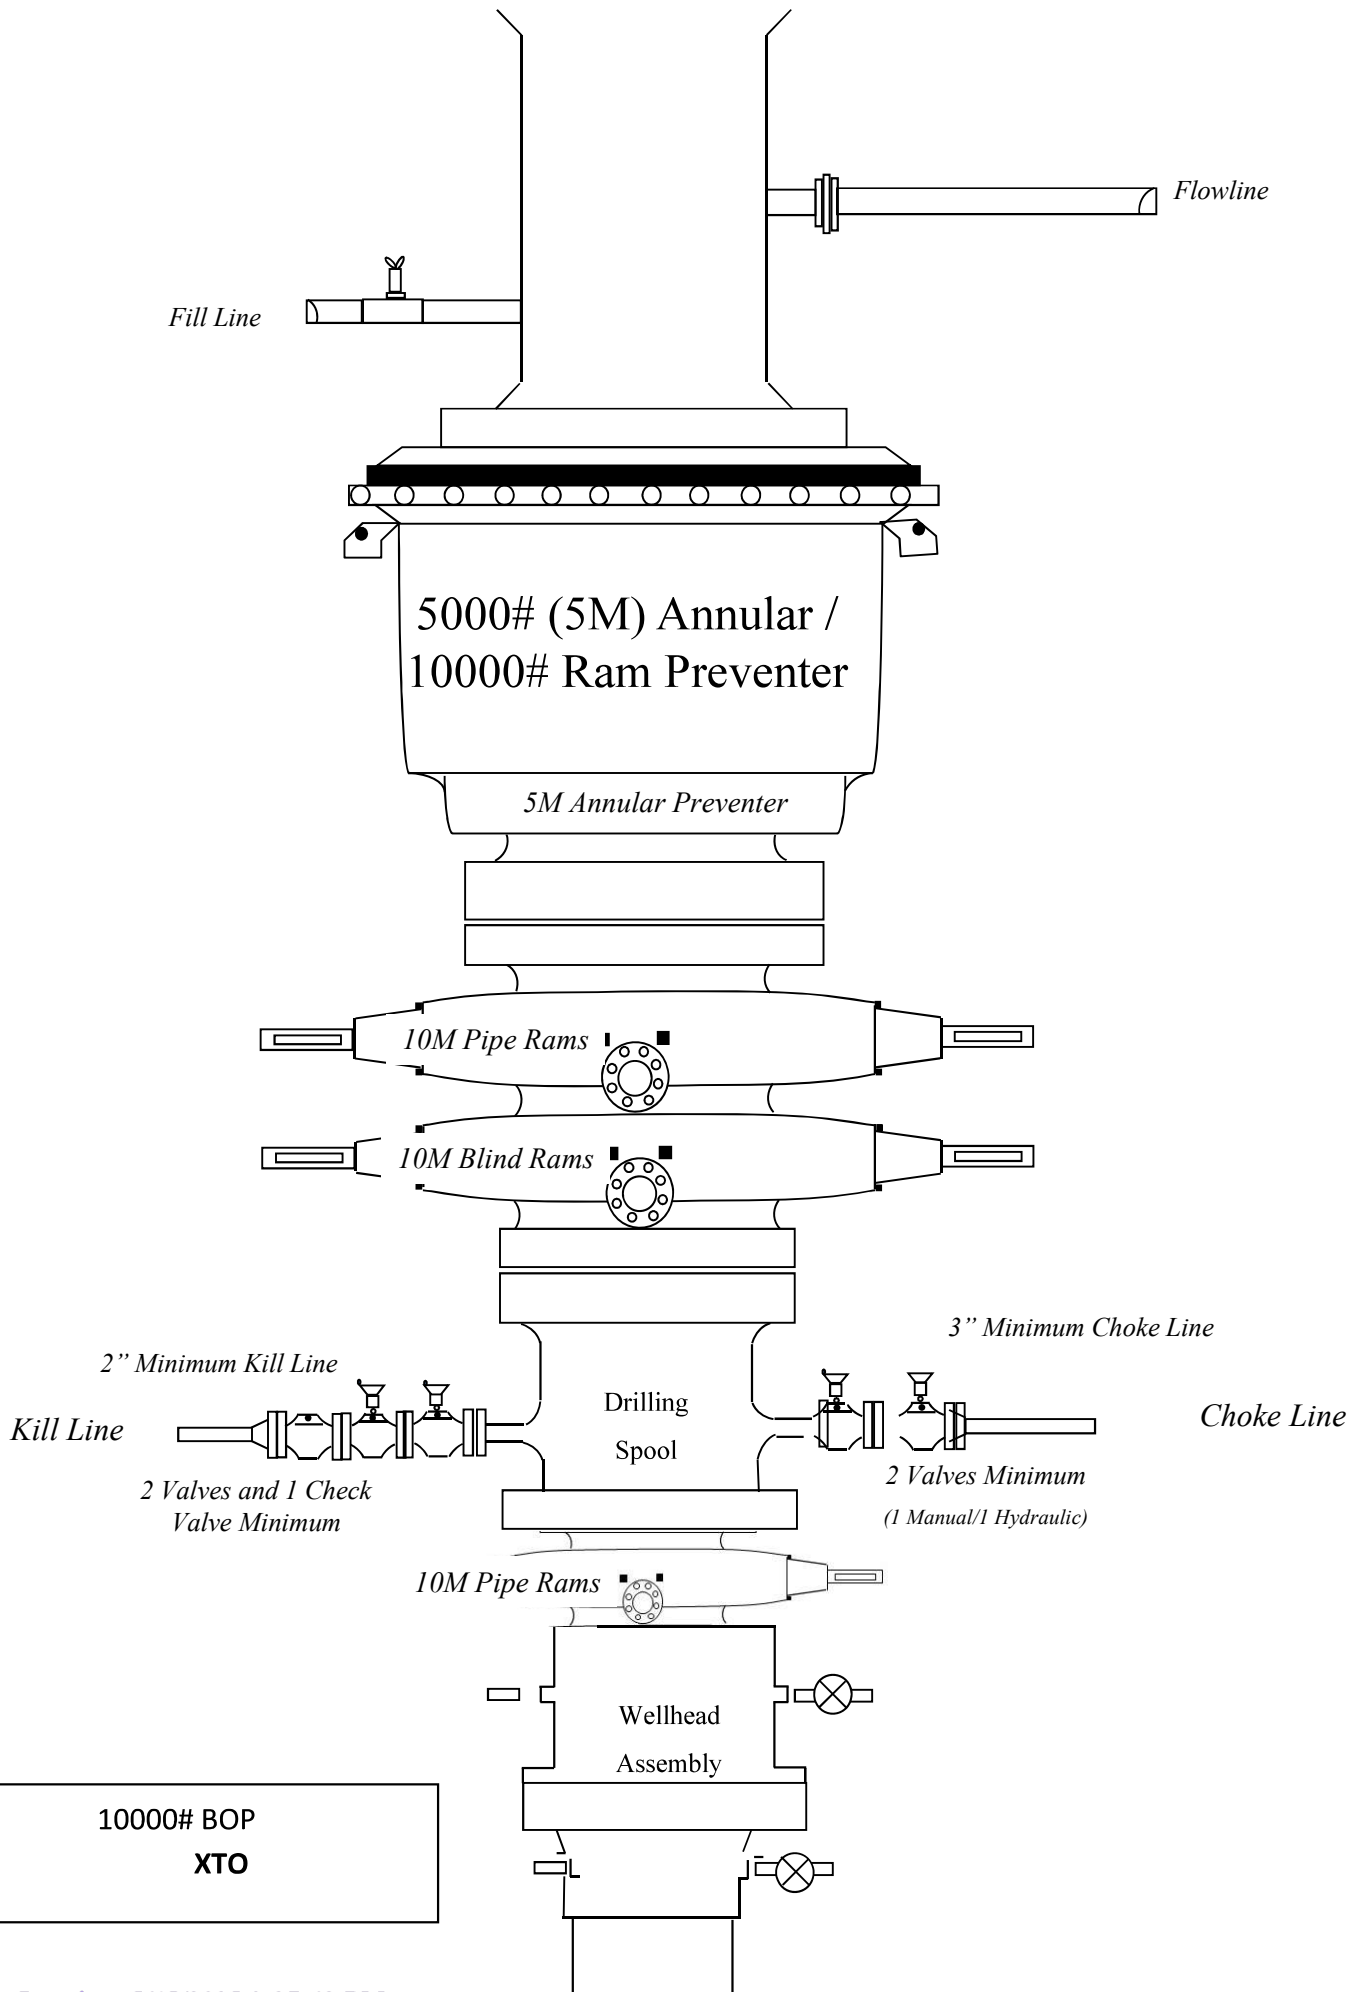 Flowline
Fill Line
5000# (5M) Annular /
10000# Ram Preventer
5M Annular Preventer
10M Pipe Rams
10M Blind Rams
3” Minimum Choke Line
2” Minimum Kill Line
Drilling
Spool
Kill Line
Choke Line
2 Valves and 1 Check
Valve Minimum
2 Valves Minimum
(1 Manual/1 Hydraulic)
10M Pipe Rams
Wellhead
Assembly
10000# BOP
XTO